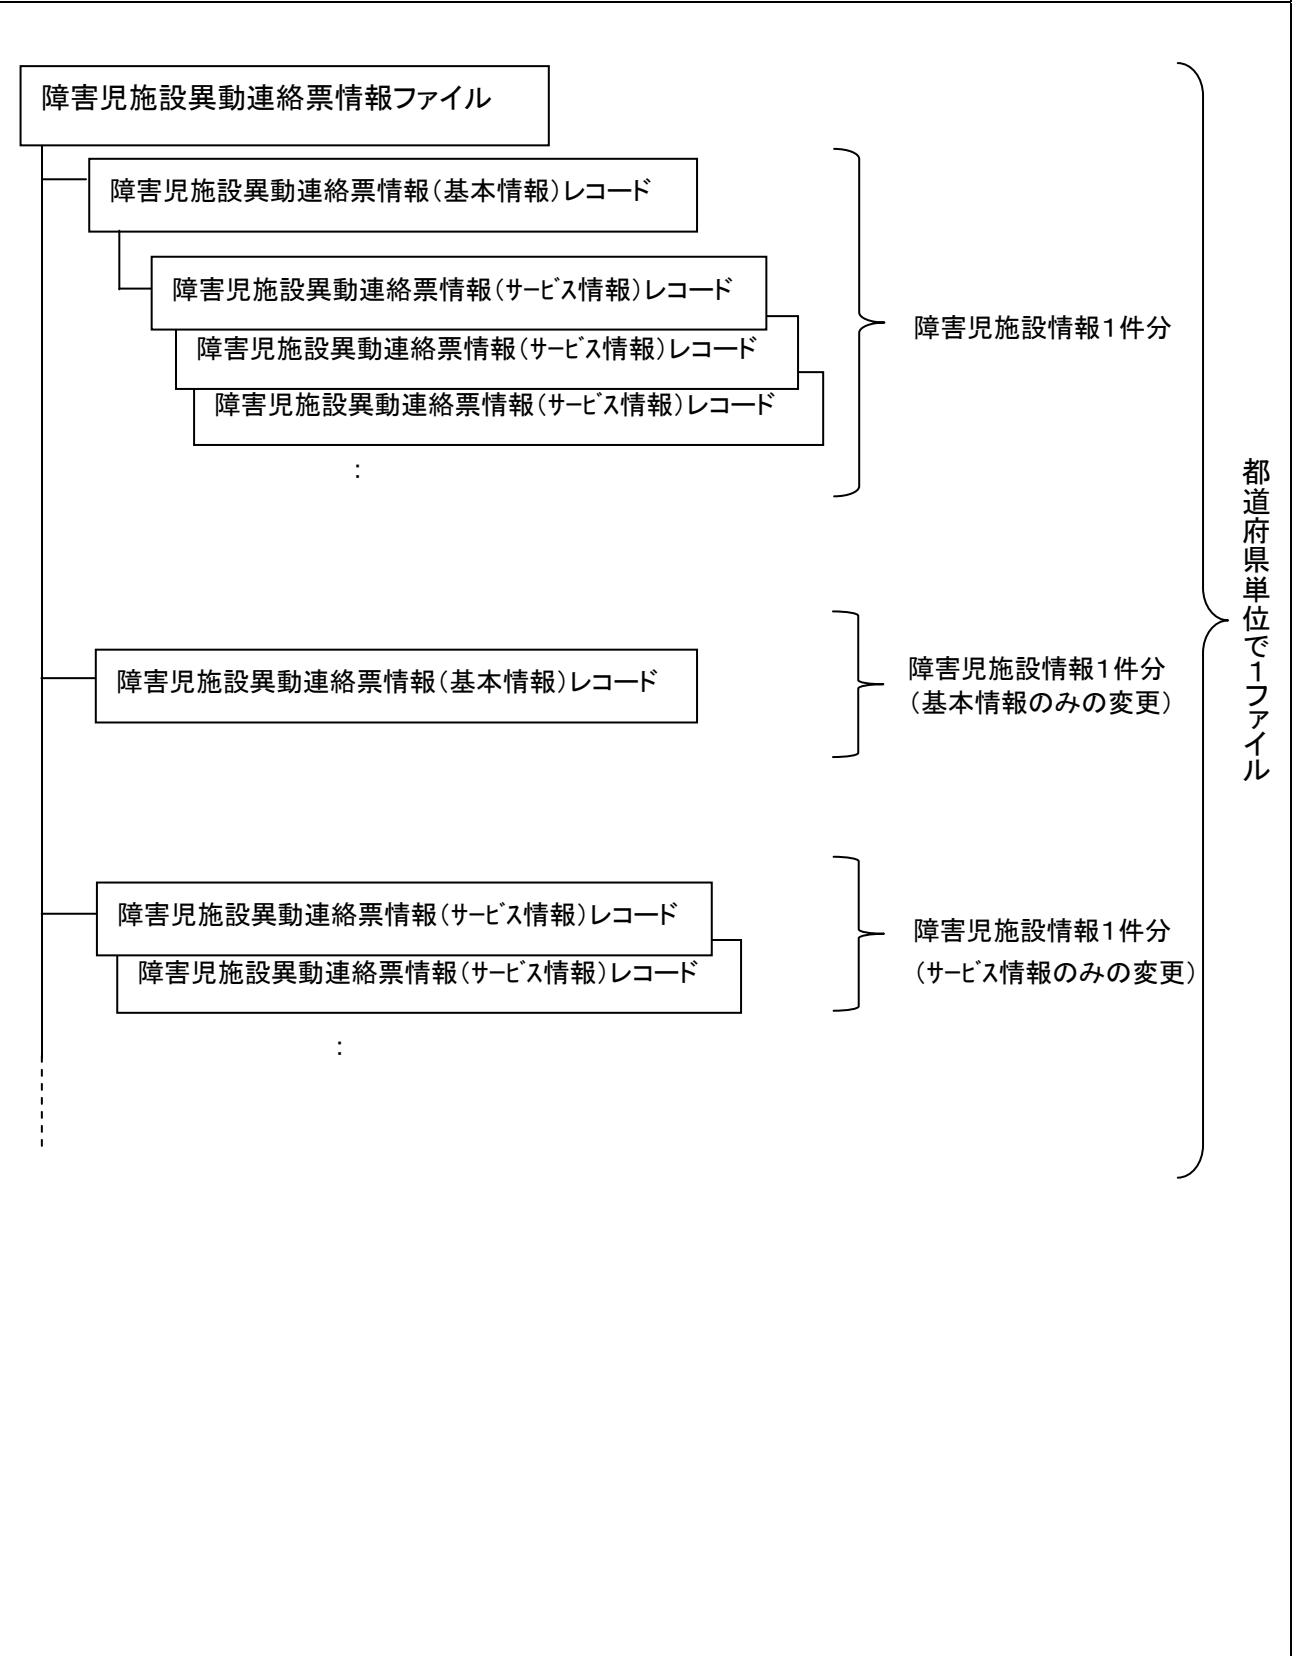 障害児施設異動連絡票情報ファイル
障害児施設異動連絡票情報（基本情報）レコード
障害児施設異動連絡票情報（ｻｰﾋﾞｽ情報）レコード
障害児施設異動連絡票情報（ｻｰﾋﾞｽ情報）レコード
障害児施設異動連絡票情報（ｻｰﾋﾞｽ情報）レコード
：
障害児施設情報１件分
障害児施設異動連絡票情報（基本情報）レコード
障害児施設情報１件分
（基本情報のみの変更）
障害児施設異動連絡票情報（ｻｰﾋﾞｽ情報）レコード
障害児施設異動連絡票情報（ｻｰﾋﾞｽ情報）レコード
：
障害児施設情報１件分
（ｻｰﾋﾞｽ情報のみの変更）
都道府県単位で１ファイル